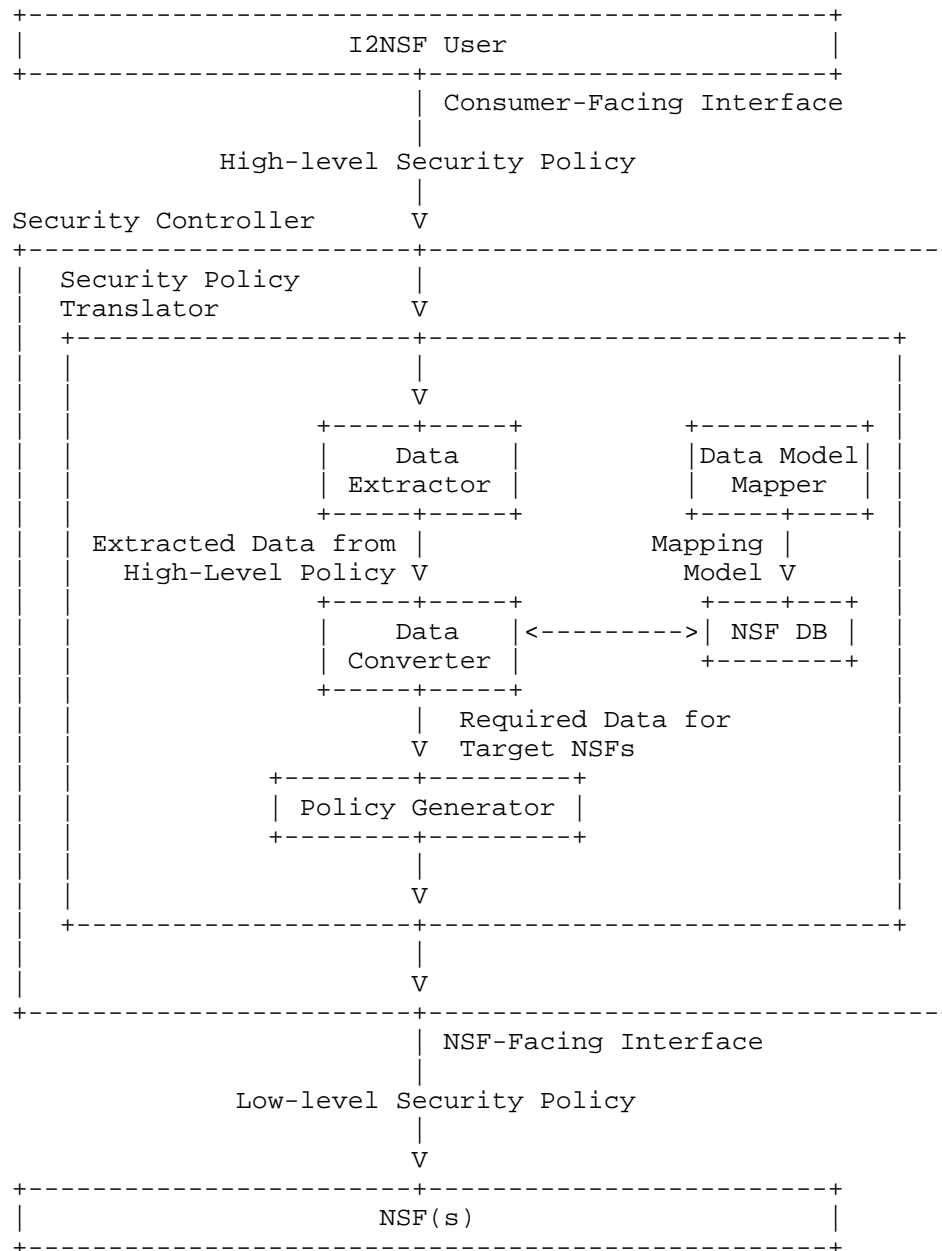 I2NSF User
Consumer-Facing Interface
High-level Security Policy
Security Controller V
Security Policy
Translator V
V
Data Data Model
Extractor Mapper
Extracted Data from Mapping
High-Level Policy V Model V
Data <---------> NSF DB
Converter
Required Data for
V Target NSFs
Policy Generator
V
V
NSF-Facing Interface
Low-level Security Policy
V
NSF(s)